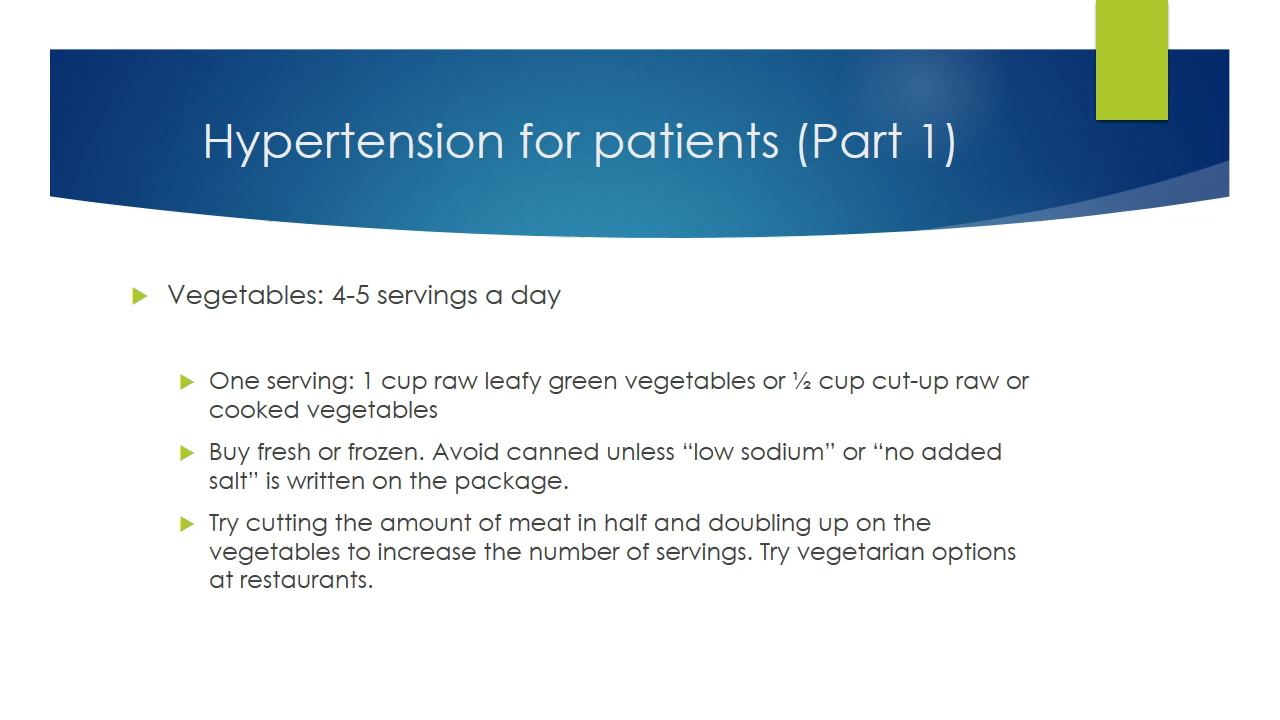 Hypertension for patients (Part 1)
Vegetables: 4-5 servings a day
One serving: 1 cup raw leafy green vegetables or ½ cup cut-up raw or
cooked vegetables
Buy fresh or frozen. Avoid canned unless “low sodium” or “no added
salt” is written on the package.
Try cutting the amount of meat in half and doubling up on the
vegetables to increase the number of servings. Try vegetarian options
at restaurants.